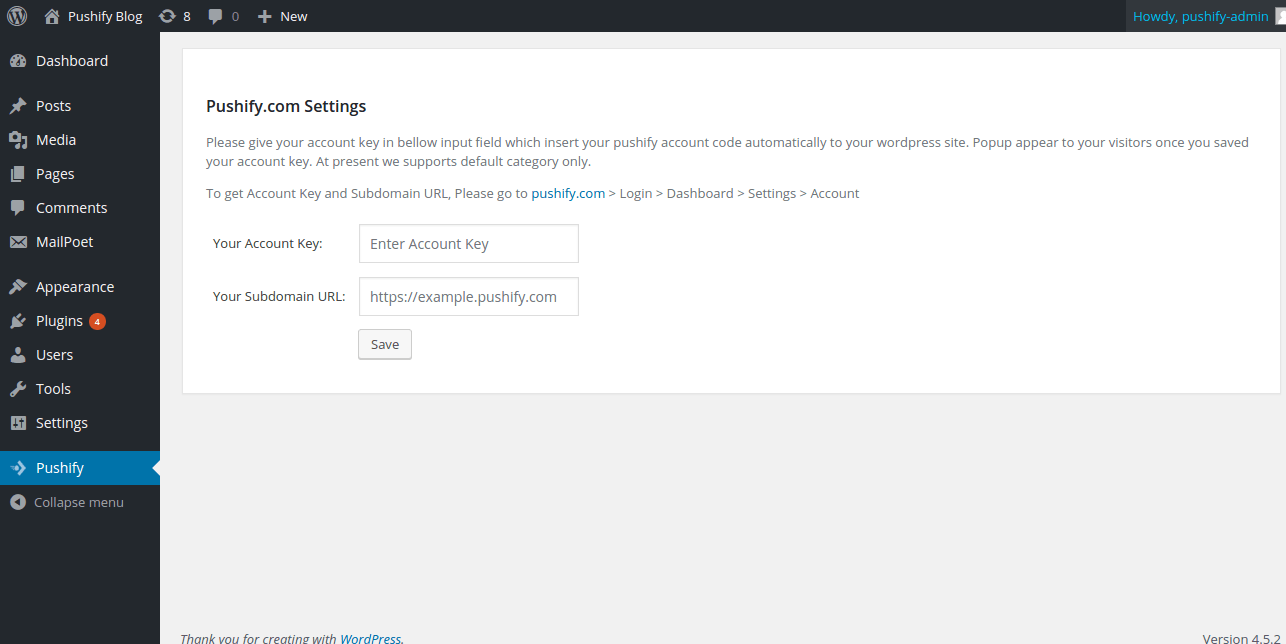 Pushify Blog 8 0 New Howdy, pushify-admin
Dashboard
Posts
Media
Pages
Comments
MailPoet
Appearance
Plugins 4
Users
Tools
Settings
Pushify
Collapse menu
Pushify.com Settings
Please give your account key in bellow input field which insert your pushify account code automatically to your wordpress site. Popup appear to your visitors once you saved
your account key. At present we supports default category only.
To get Account Key and Subdomain URL, Please go to pushify.com > Login > Dashboard > Settings > Account
Your Account Key: Enter Account Key
Your Subdomain URL: https://example.pushify.com
Save
Thank you for creating with WordPress. Version 4.5.2